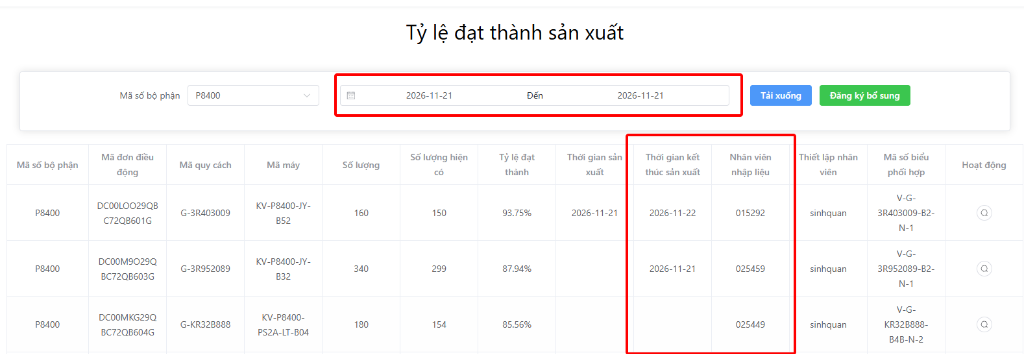 Tỷ lệ đạt thành sản xuất
Mã số bộ phận P8400 2026-11-21 Đến 2026-11-21 Tải xuống Đăng ký bổ sung
Mã số bộ phận Mã đơn điều động Mã quy cách Mã máy Số lượng Số lượng hiện có Tỷ lệ đạt thành Thời gian sản xuất Thời gian kết thúc sản xuất Nhân viên nhập liệu Thiết lập nhân viên Mã số biểu phối hợp Hoạt động
P8400 DC00LOO29QBC72QB601G G-3R403009 KV-P8400-JY-B52 160 150 93.75% 2026-11-21 2026-11-22 015292 sinhquan V-G-3R403009-B2-N-1
P8400 DC00M9O29QBC72QB603G G-3R952089 KV-P8400-JY-B32 340 299 87.94% 2026-11-21 025459 sinhquan V-G-3R952089-B2-N-1
P8400 DC00MKG29QBC72QB604G G-KR32B888 KV-P8400-PS2A-LT-B04 180 154 85.56% 025449 sinhquan V-G-KR32B888-B4B-N-2